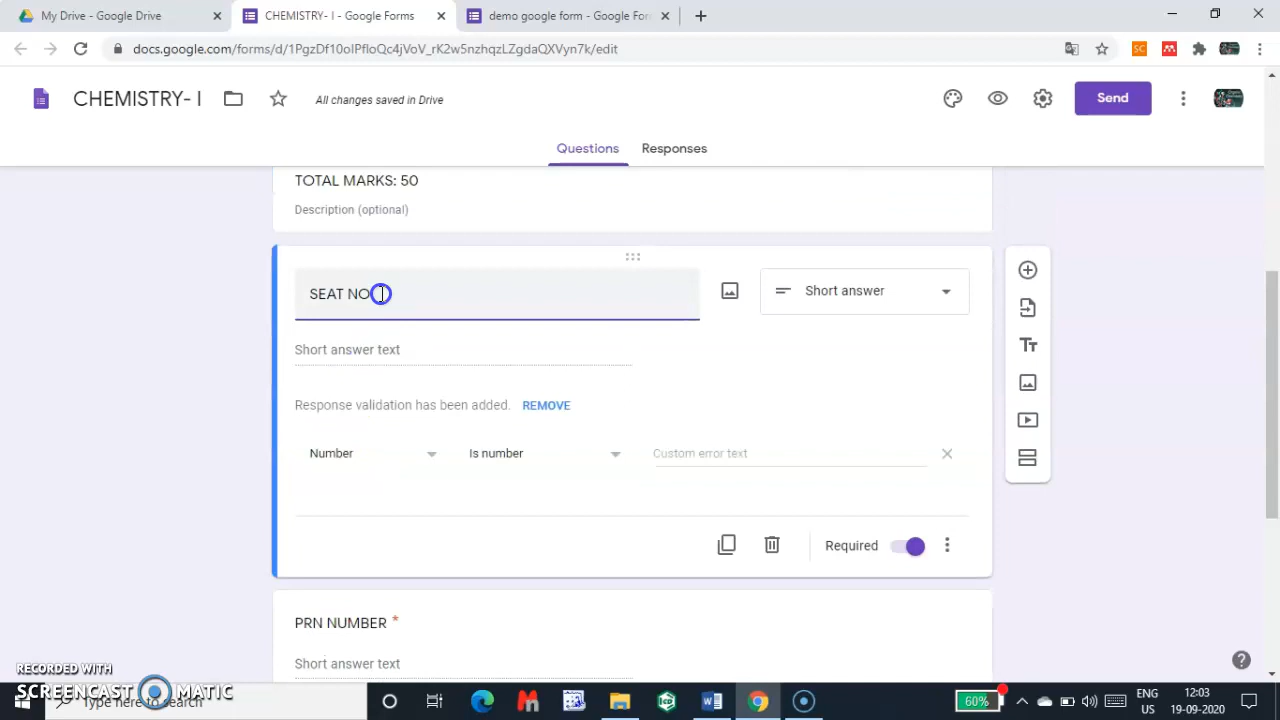 My Drive - Google Drive
CHEMISTRY- I - Google Forms
demo google form - Google Form
docs.google.com/forms/d/1PgzDf10oIPfloQc4jVoV_rK2w5nzhqzLZgdaQXVyn7k/edit
SC
CHEMISTRY- I
All changes saved in Drive
Send
Questions
Responses
TOTAL MARKS: 50
Description (optional)
SEAT NO
Short answer
Short answer text
Response validation has been added. REMOVE
Number
Is number
Custom error text
Required
PRN NUMBER *
Short answer text
RECORDED WITH
SCREENCAST MATIC
Type here to search
60%
ENG
US
12:03
19-09-2020